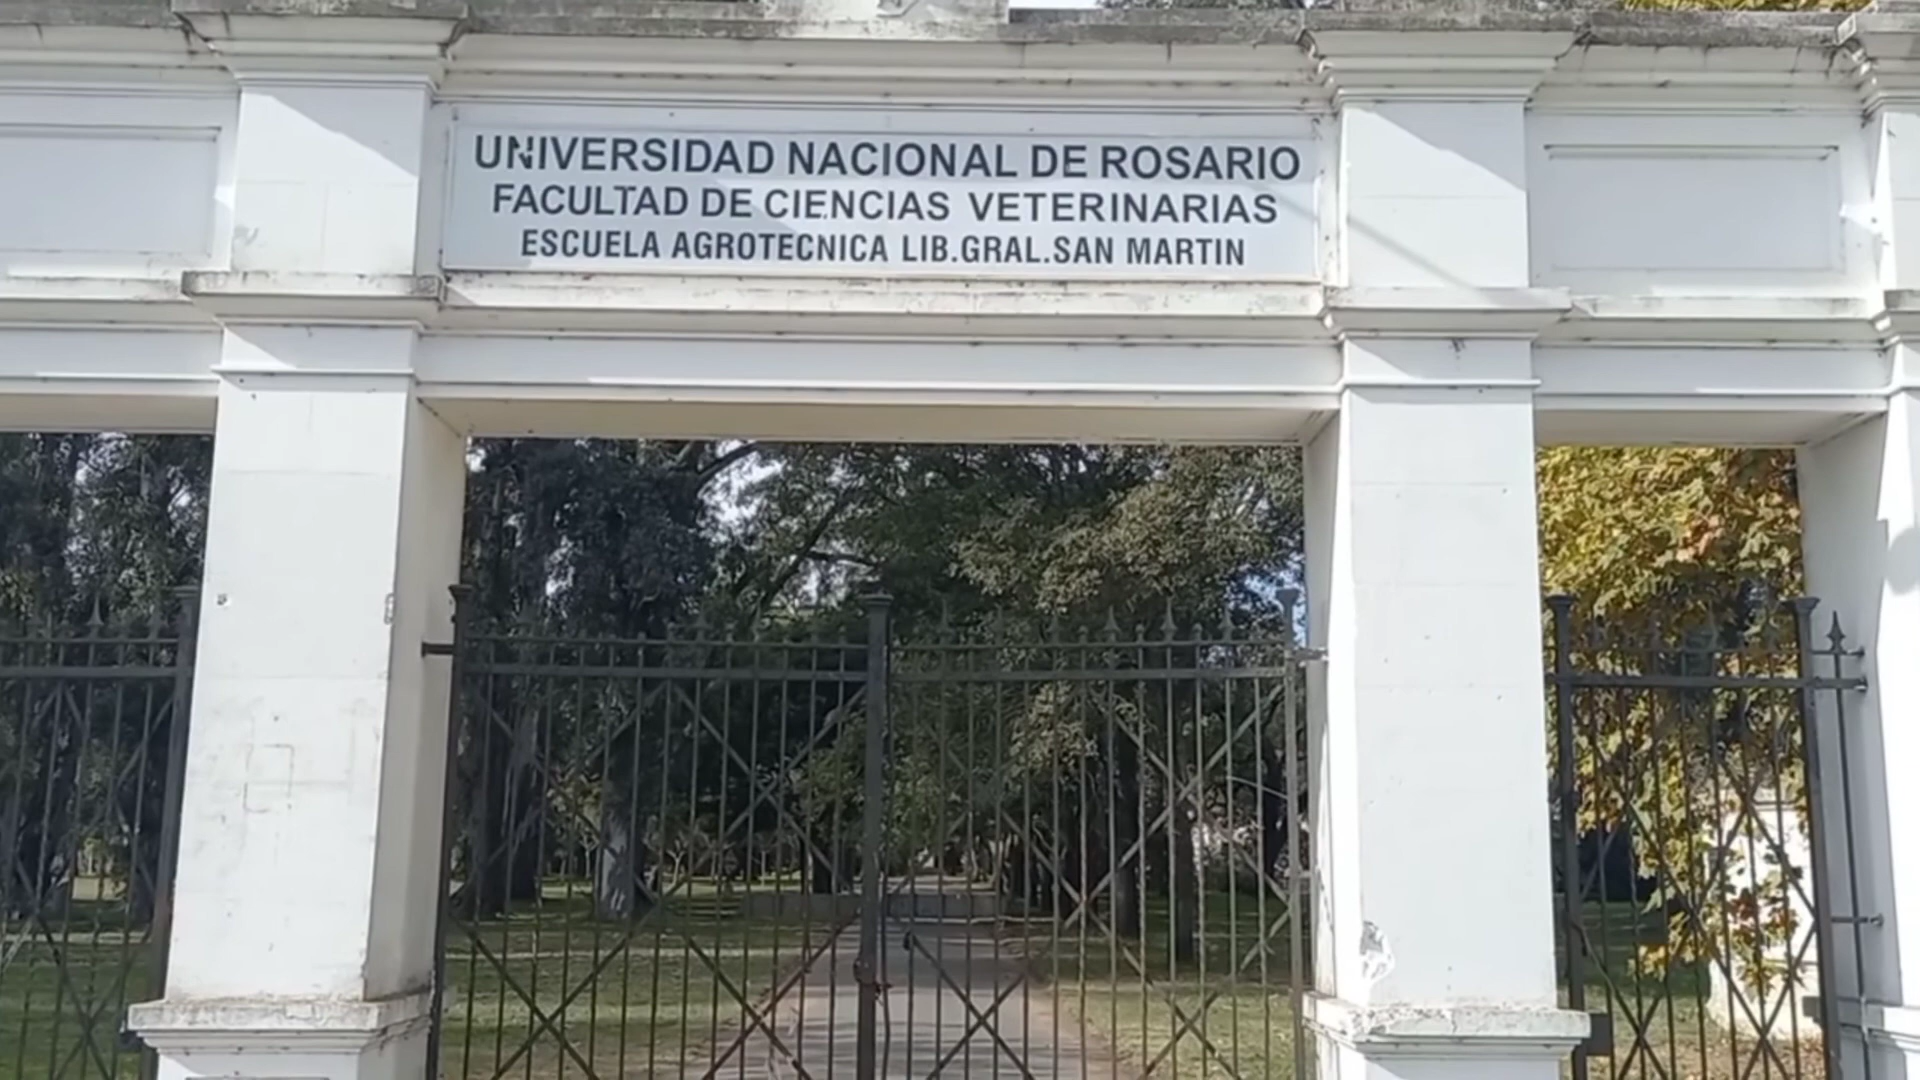 UNIVERSIDAD NACIONAL DE ROSARIO
FACULTAD DE CIENCIAS VETERINARIAS
ESCUELA AGROTECNICA LIB.GRAL.SAN MARTIN